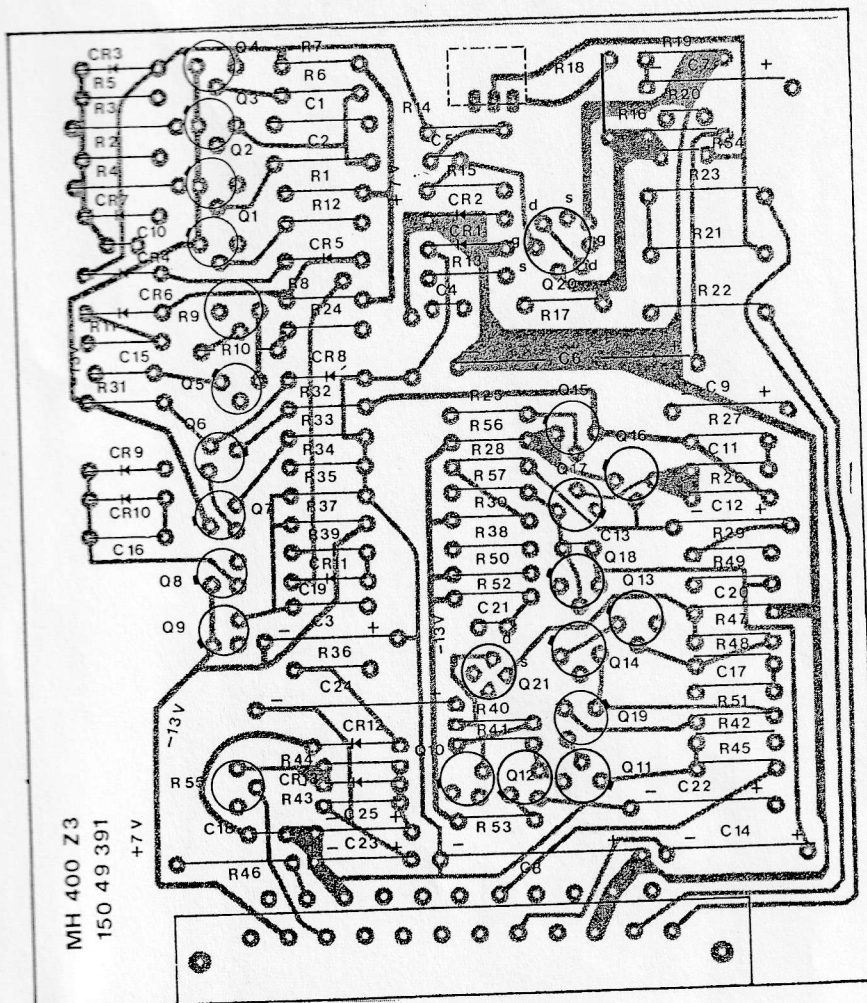 Q4
R7
R19
CR3
R6
R18
C7
+
R5
R3
Q3
C1
R14
R20
R16
Q2
C2
C5
R54
R2
R15
R4
R1
CR2
R23
CR7
Q1
R12
CR1
d
s
C10
g
g
R21
CR4
CR5
R13
s
d
Q20
R8
CR6
R9
R24
C4
R17
R22
R11
R10
C15
CR8
C6
+
-15V
Q5
R31
R32
R25
Q15
C9
+
Q6
R33
R56
Q16
R27
R34
R28
C11
CR9
R35
R57
Q17
R26
Q7
R37
R30
C12
+
CR10
C13
R39
R38
R29
C16
Q18
CR11
R50
R49
Q8
C19
R52
Q13
C20
C3
C21
R47
Q9
-
+
-13V
d
R48
R36
s
Q14
C17
C24
Q21
-
+
R40
R51
Q19
R42
-13V
CR12
R41
Q10
R45
R44
R55
CR13
Q12
Q11
R43
C22
-
+
C18
C25
-
+
R53
C23
-
+
C14
-
+
R46
C8
-
+
MH 400 Z3
150 49 391
+7V